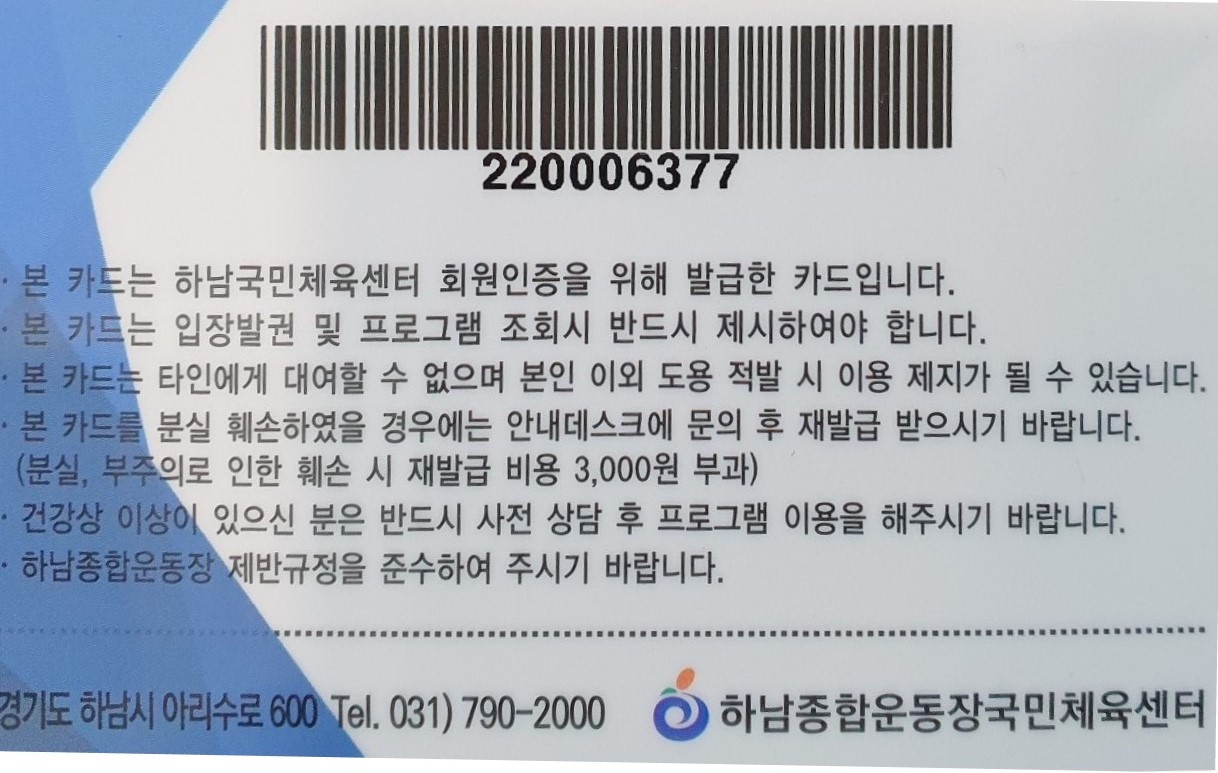 220006377
· 본 카드는 하남국민체육센터 회원인증을 위해 발급한 카드입니다.
· 본 카드는 입장발권 및 프로그램 조회시 반드시 제시하여야 합니다.
· 본 카드는 타인에게 대여할 수 없으며 본인 이외 도용 적발 시 이용 제지가 될 수 있습니다.
· 본 카드를 분실 훼손하였을 경우에는 안내데스크에 문의 후 재발급 받으시기 바랍니다.
(분실, 부주의로 인한 훼손 시 재발급 비용 3,000원 부과)
· 건강상 이상이 있으신 분은 반드시 사전 상담 후 프로그램 이용을 해주시기 바랍니다.
· 하남종합운동장 제반규정을 준수하여 주시기 바랍니다.
경기도 하남시 아리수로 600 Tel. 031) 790-2000 하남종합운동장국민체육센터